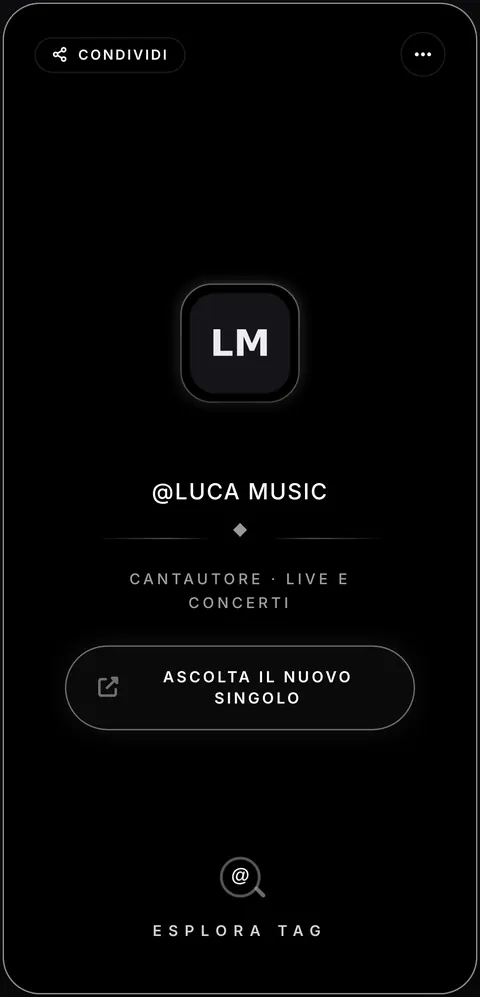 CONDIVIDI
LM
@LUCA MUSIC
CANTAUTORE · LIVE E
CONCERTI
ASCOLTA IL NUOVO
SINGOLO
@
ESPLORA TAG